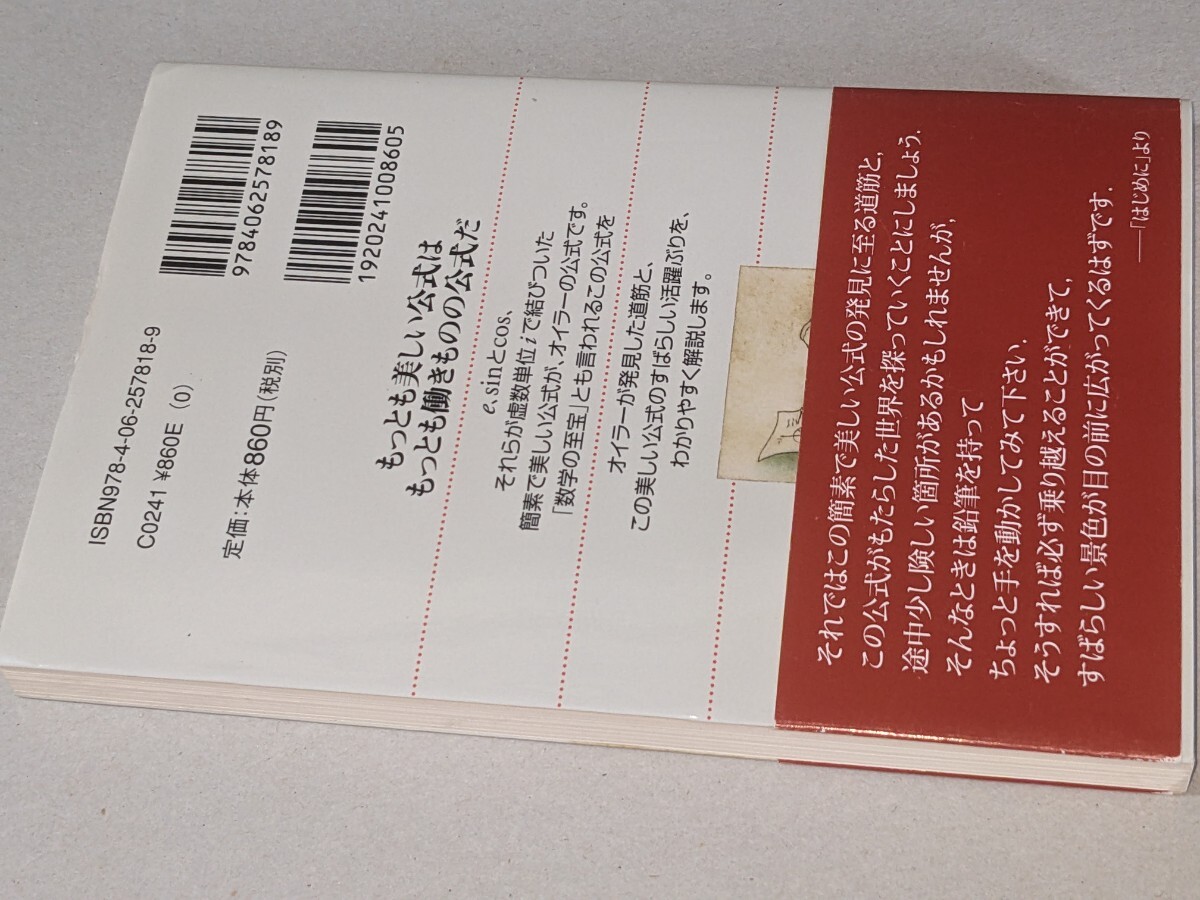 9784062578189
1920241008605
ISBN978-4-06-257818-9
C0241 ¥860E (0)
定価:本体860円(税別)
もっとも美しい公式は
もっとも働きものの公式だ
e、sinとcos、
それらが虚数単位iで結びついた
簡素で美しい公式が、オイラーの公式です。
「数学の至宝」とも言われるこの公式を
オイラーが発見した道筋と、
この美しい公式のすばらしい活躍ぶりを、
わかりやすく解説します。
それではこの簡素で美しい公式の発見に至る道筋と,
この公式がもたらした世界を探っていくことにしましょう.
途中少し険しい箇所があるかもしれませんが,
そんなときは鉛筆を持って
ちょっと手を動かしてみて下さい.
そうすれば必ず乗り越えることができて,
すばらしい景色が目の前に広がってくるはずです.
──「はじめに」より